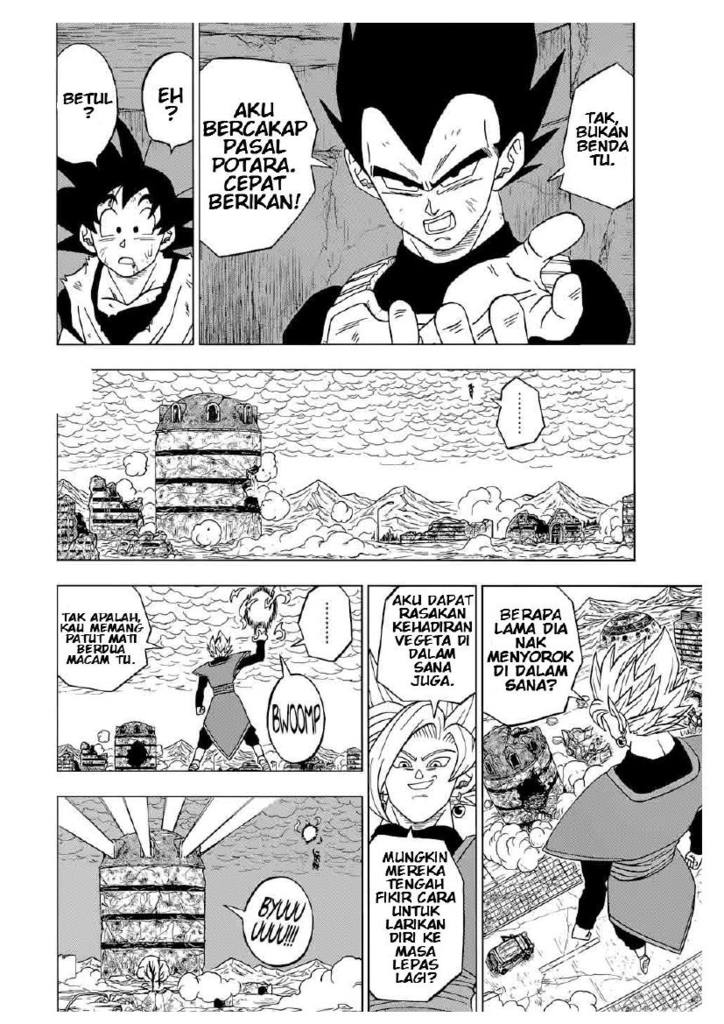 TAK,
BUKAN
BENDA
TU.
AKU
BERCAKAP
PASAL
POTARA.
CEPAT
BERIKAN!
EH
?
BETUL
?
........
BERAPA
LAMA DIA
NAK
MENYOROK
DI DALAM
SANA?
AKU DAPAT
RASAKAN
KEHADIRAN
VEGETA DI
DALAM
SANA
JUGA.
MUNGKIN
MEREKA
TENGAH
FIKIR CARA
UNTUK
LARIKAN
DIRI KE
MASA
LEPAS
LAGI?
........
TAK APALAH,
KAU MEMANG
PATUT MATI
BERDUA
MACAM TU.
BWOOMP
BYUUU
UUUU!!!